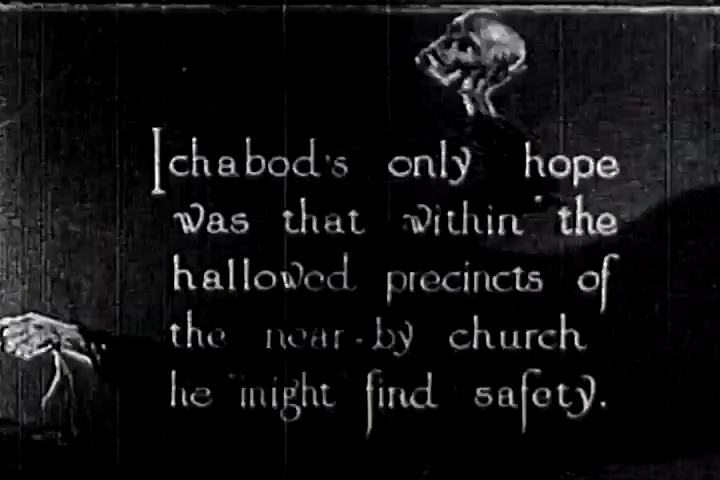 Ichabod's only hope
was that within the
hallowed precincts of
the near-by church
he might find safety.